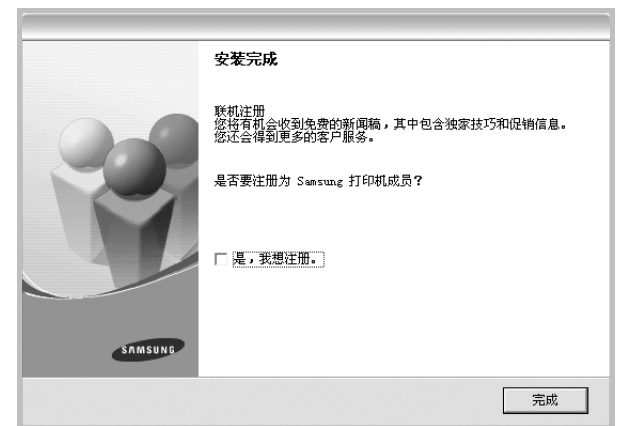 安装完成
联机注册
您将有机会收到免费的新闻稿，其中包含独家技巧和促销信息。
您还会得到更多的客户服务。
是否要注册为 Samsung 打印机成员？
是，我想注册。
SAMSUNG
完成